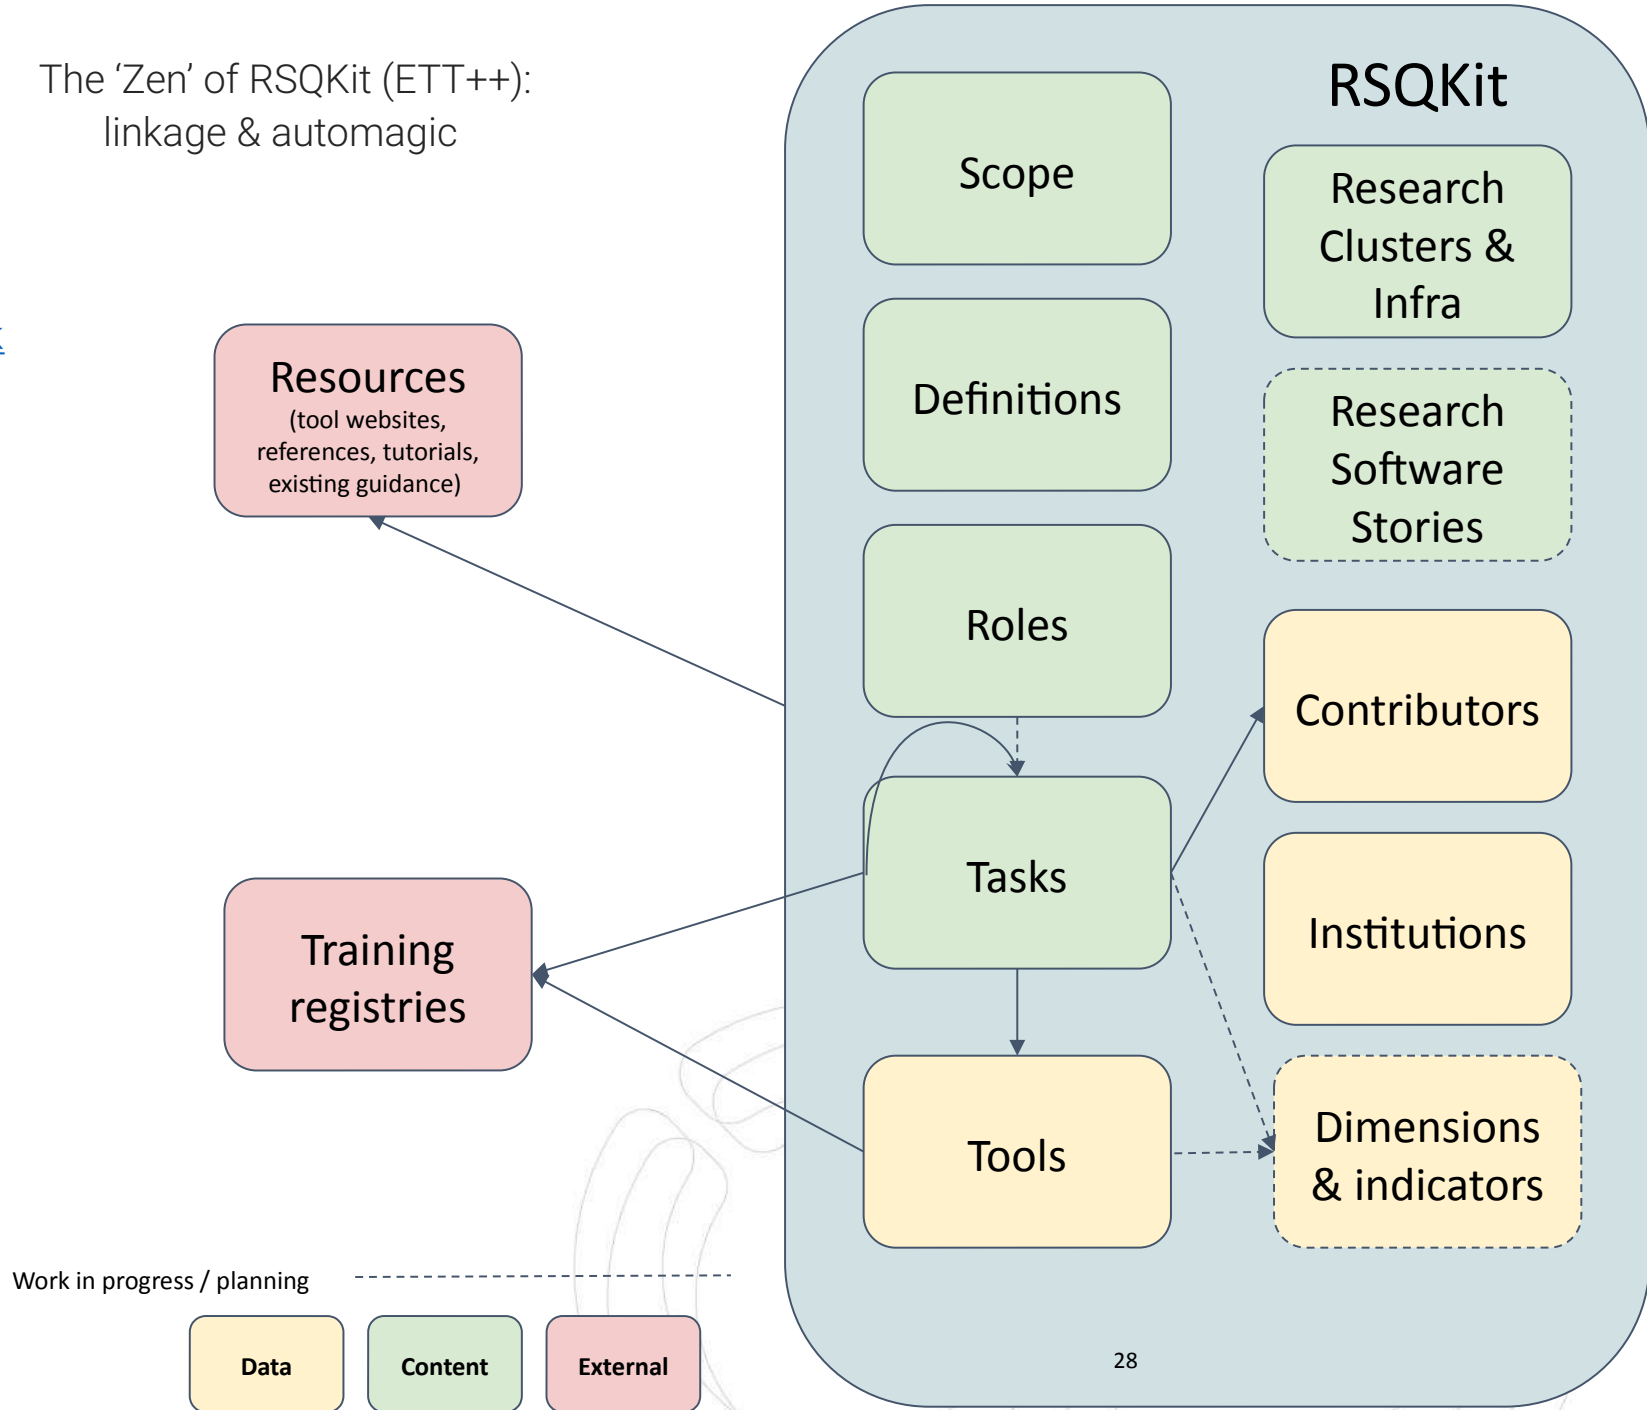 The ‘Zen’ of RSQKit (ETT++):
linkage & automagic
RSQKit
Scope
Research
Clusters &
Infra
Resources
(tool websites,
references, tutorials,
existing guidance)
Definitions
Research
Software
Stories
Roles
Contributors
Tasks
Institutions
Training
registries
Tools
Dimensions
& indicators
Work in progress / planning
Data
Content
External
28